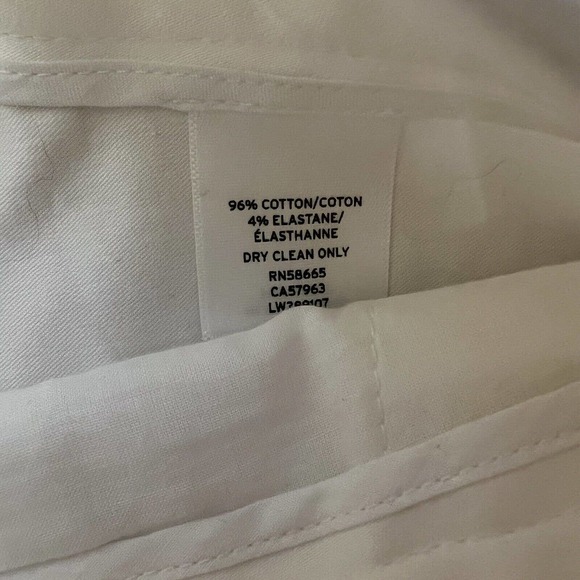 96% COTTON/COTON
4% ELASTANE/
ÉLASTHANNE
DRY CLEAN ONLY
RN58665
CA57963